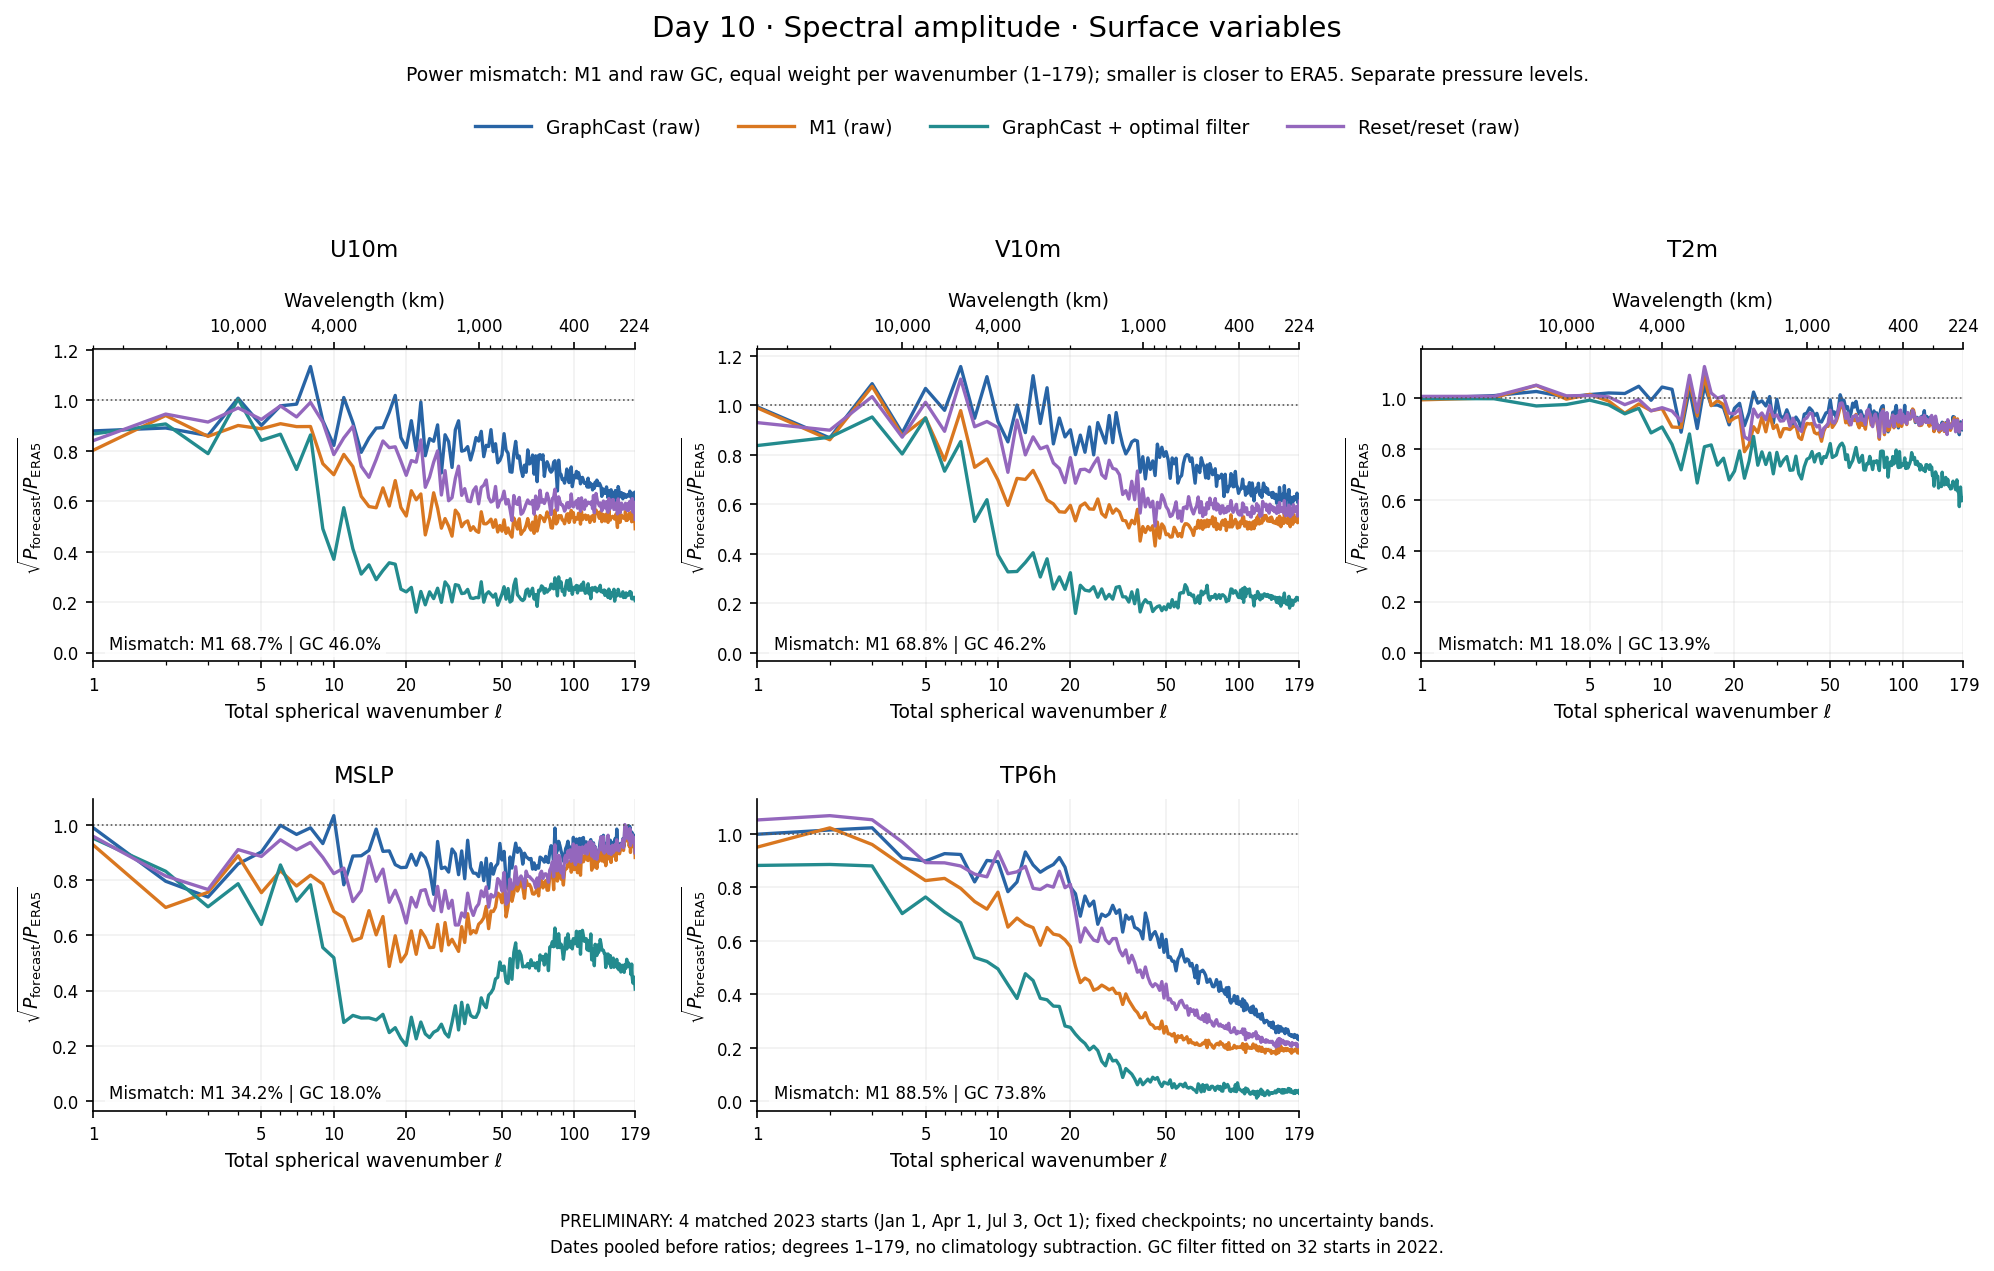 Day 10 · Spectral amplitude · Surface variables
Power mismatch: M1 and raw GC, equal weight per wavenumber (1–179); smaller is closer to ERA5. Separate pressure levels.
GraphCast (raw) M1 (raw) GraphCast + optimal filter Reset/reset (raw)
U10m
Wavelength (km)
10,000 4,000 1,000 400 224
1.2
1.0
0.8
0.6
0.4
0.2
0.0
√P_forecast/P_ERA5
Mismatch: M1 68.7% | GC 46.0%
1 5 10 20 50 100 179
Total spherical wavenumber ℓ
V10m
Wavelength (km)
10,000 4,000 1,000 400 224
1.2
1.0
0.8
0.6
0.4
0.2
0.0
√P_forecast/P_ERA5
Mismatch: M1 68.8% | GC 46.2%
1 5 10 20 50 100 179
Total spherical wavenumber ℓ
T2m
Wavelength (km)
10,000 4,000 1,000 400 224
1.0
0.8
0.6
0.4
0.2
0.0
√P_forecast/P_ERA5
Mismatch: M1 18.0% | GC 13.9%
1 5 10 20 50 100 179
Total spherical wavenumber ℓ
MSLP
1.0
0.8
0.6
0.4
0.2
0.0
√P_forecast/P_ERA5
Mismatch: M1 34.2% | GC 18.0%
1 5 10 20 50 100 179
Total spherical wavenumber ℓ
TP6h
1.0
0.8
0.6
0.4
0.2
0.0
√P_forecast/P_ERA5
Mismatch: M1 88.5% | GC 73.8%
1 5 10 20 50 100 179
Total spherical wavenumber ℓ
PRELIMINARY: 4 matched 2023 starts (Jan 1, Apr 1, Jul 3, Oct 1); fixed checkpoints; no uncertainty bands.
Dates pooled before ratios; degrees 1–179, no climatology subtraction. GC filter fitted on 32 starts in 2022.